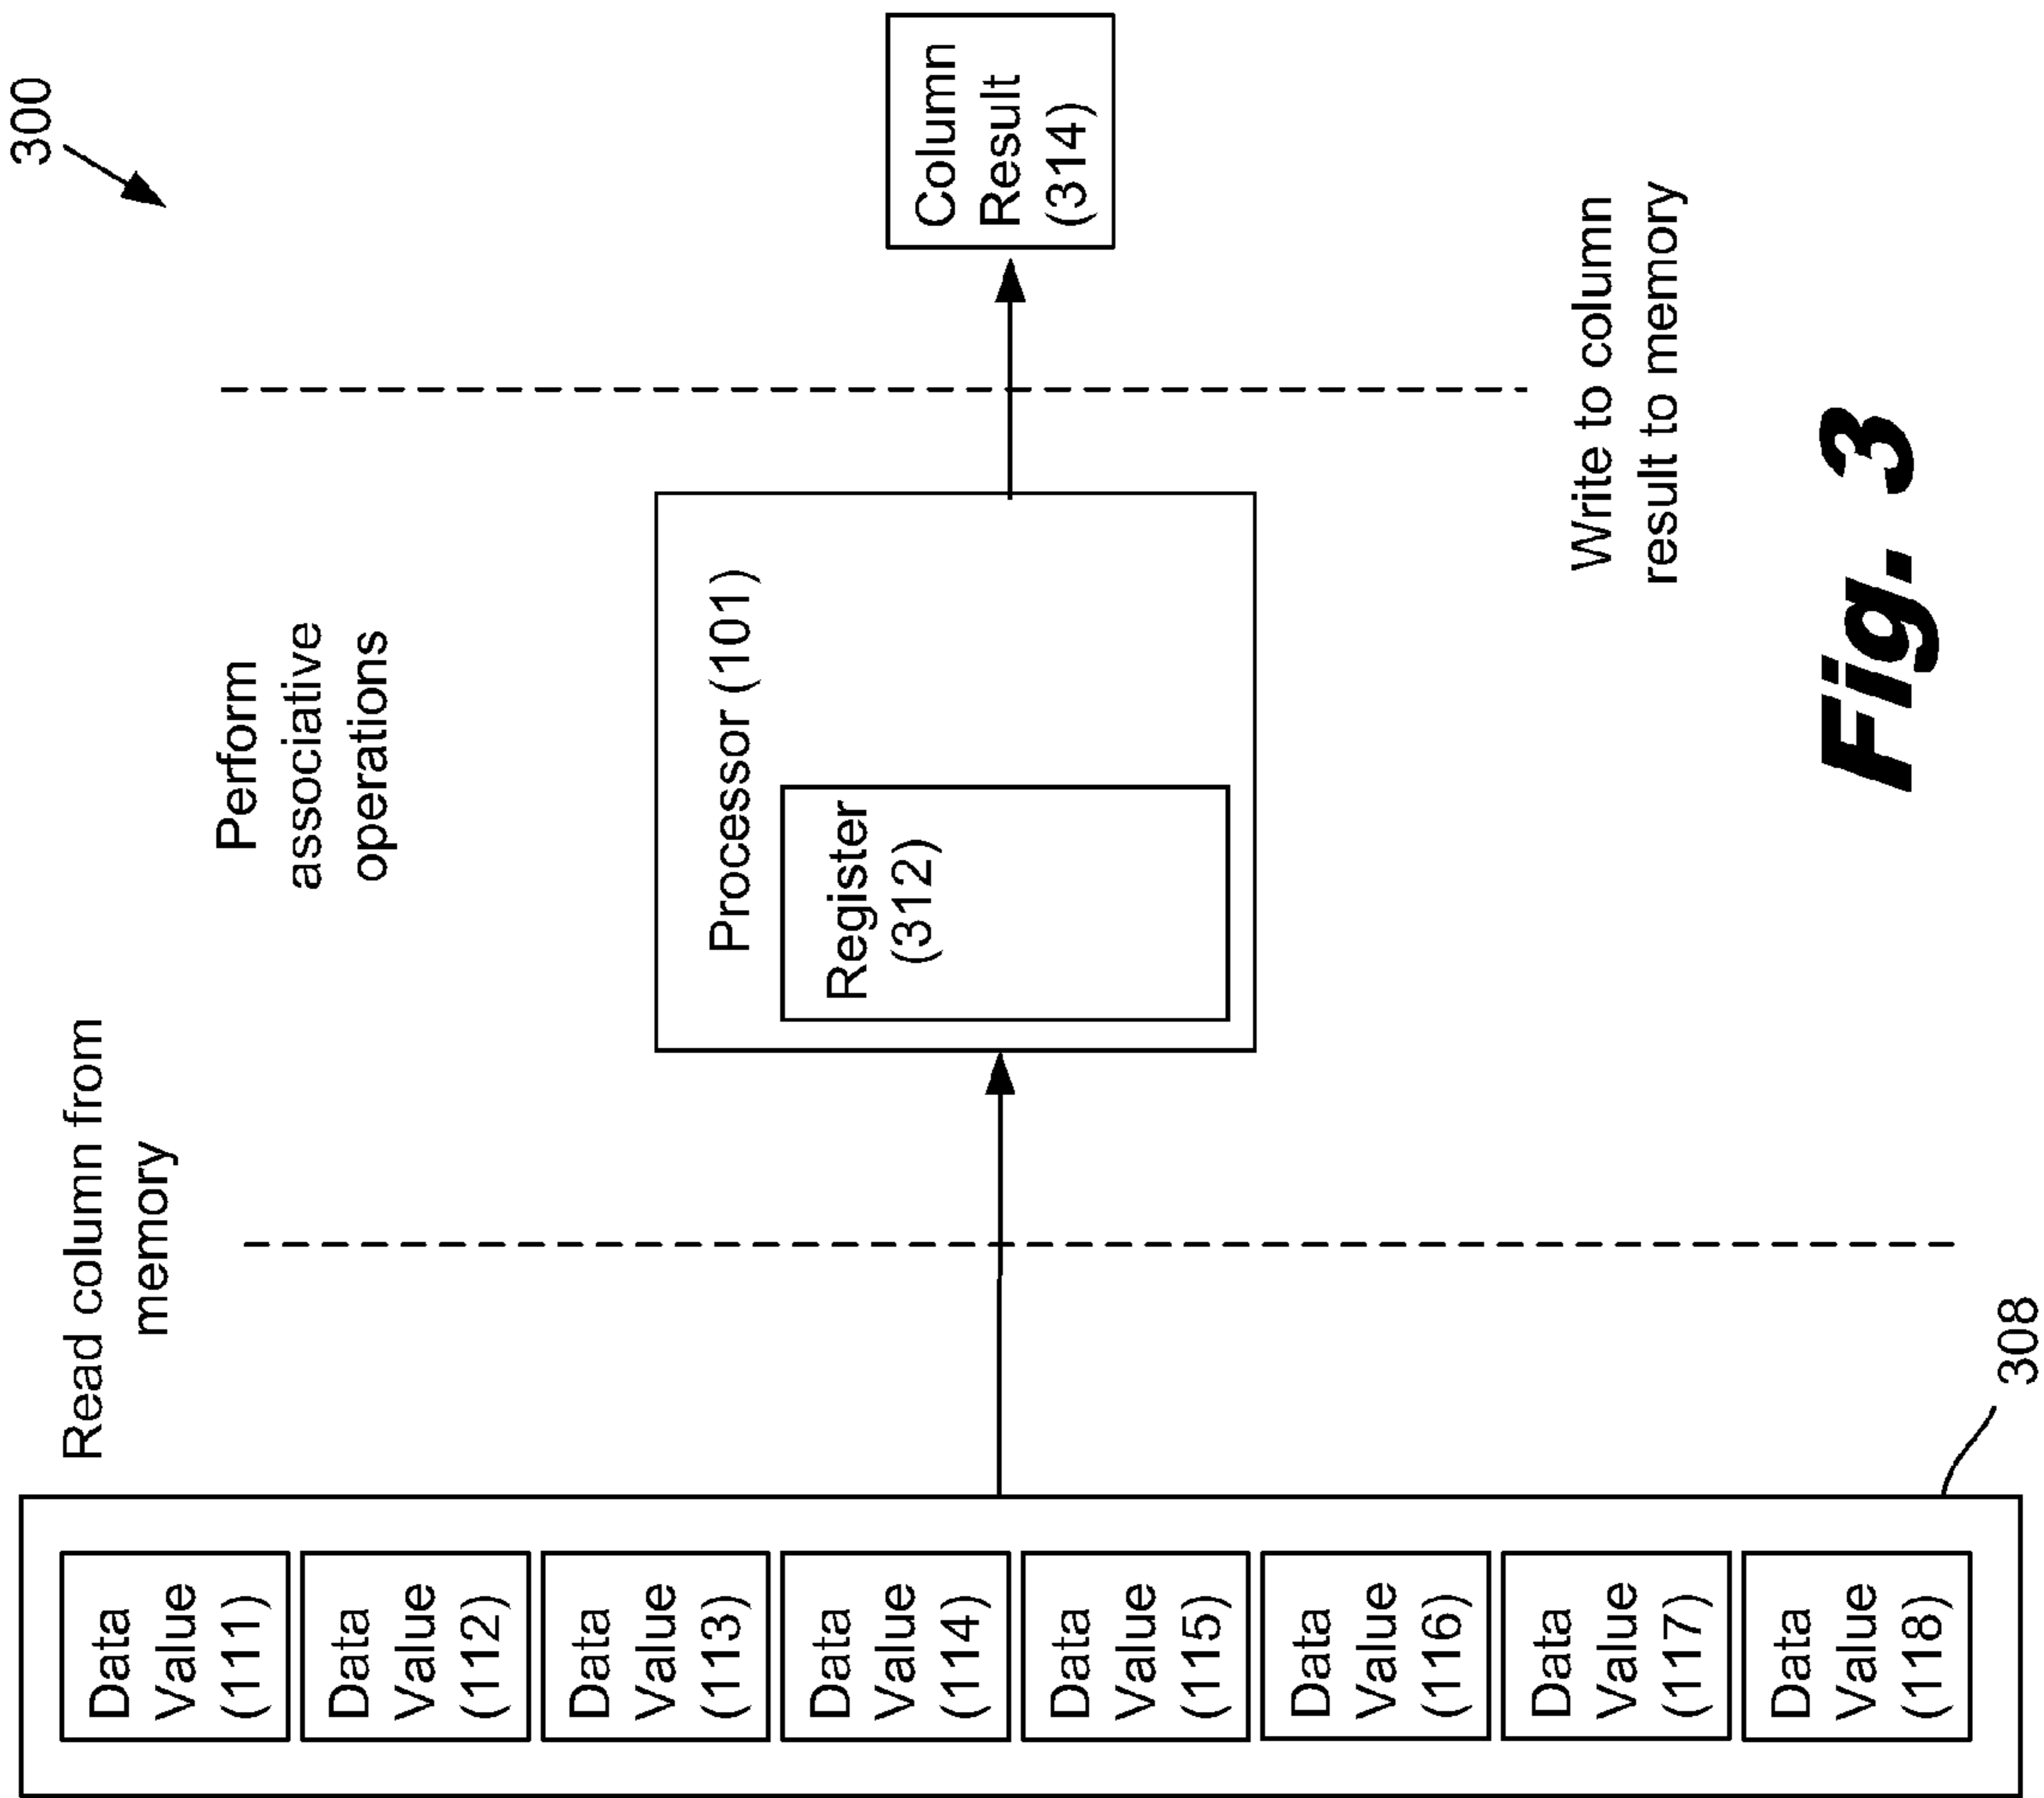 300
Read column from
memory
Perform
associative
operations
Data
Value
(111)
Data
Value
(112)
Data
Value
(113)
Data
Value
(114)
Data
Value
(115)
Data
Value
(116)
Data
Value
(117)
Data
Value
(118)
308
Processor (101)
Register
(312)
Column
Result
(314)
Write to column
result to memory
Fig. 3